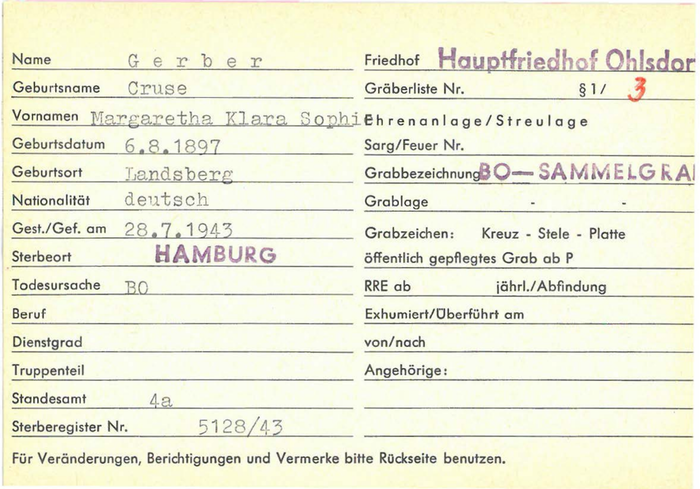 Name Gerber
Geburtsname Cruse
Vornamen Margaretha Klara Sophie
Geburtsdatum 6.8.1897
Geburtsort Landsberg
Nationalität deutsch
Gest./Gef. am 28.7.1943
Sterbeort HAMBURG
Todesursache BO
Beruf
Dienstgrad
Truppenteil
Standesamt 4a
Sterberegister Nr. 5128/43
Friedhof Hauptfriedhof Ohlsdor
Gräberliste Nr. §1/ 3
Ehrenanlage/Streulage
Sarg/Feuer Nr.
Grabbezeichnung BO—SAMMELGRA
Grablage - -
Grabzeichen: Kreuz - Stele - Platte
öffentlich gepflegtes Grab ab P
RRE ab jährl./Abfindung
Exhumiert/Überführt am
von/nach
Angehörige:
Für Veränderungen, Berichtigungen und Vermerke bitte Rückseite benutzen.